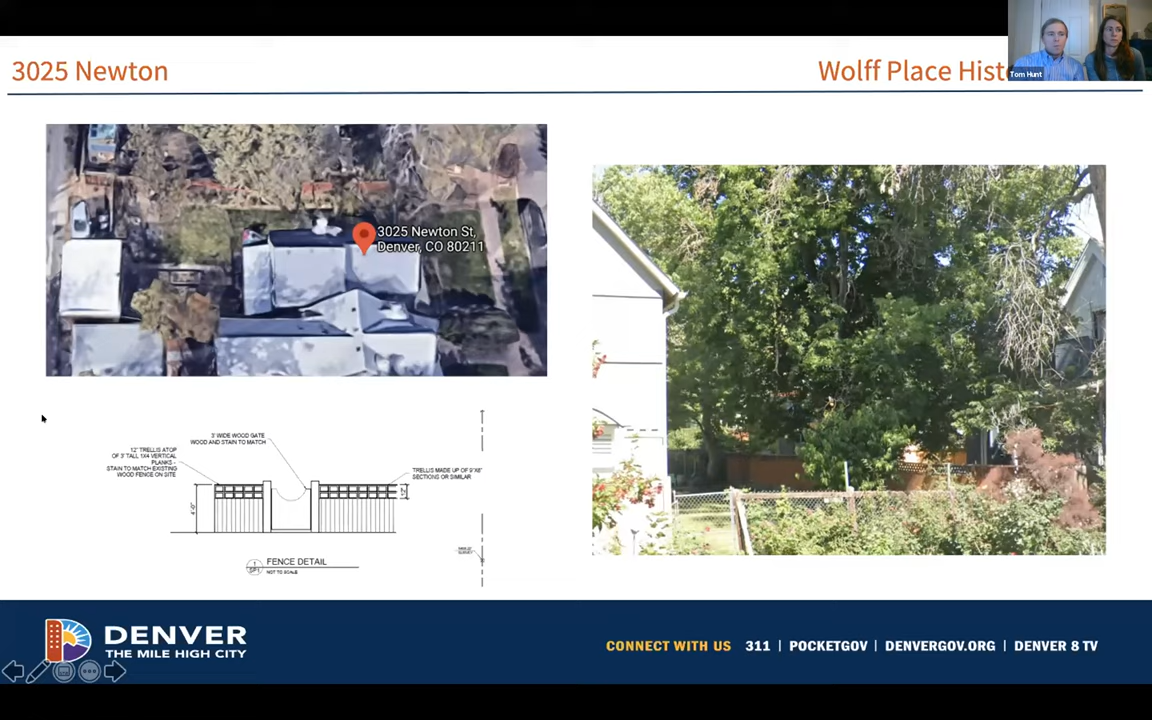 3025 Newton
Wolff Place Histo
Tom Hunt
3025 Newton St,
Denver, CO 80211
3' WIDE WOOD GATE
WOOD AND STAIN TO MATCH
12" TRELLIS ATOP
OF 3' TALL 1X4 VERTICAL
PLANKS -
STAIN TO MATCH EXISTING
WOOD FENCE ON SITE
TRELLIS MADE UP OF 9"X6"
SECTIONS OR SIMILAR
4'-0"
FENCE DETAIL
NOT TO SCALE
DENVER
THE MILE HIGH CITY
CONNECT WITH US 311 | POCKETGOV | DENVERGOV.ORG | DENVER 8 TV